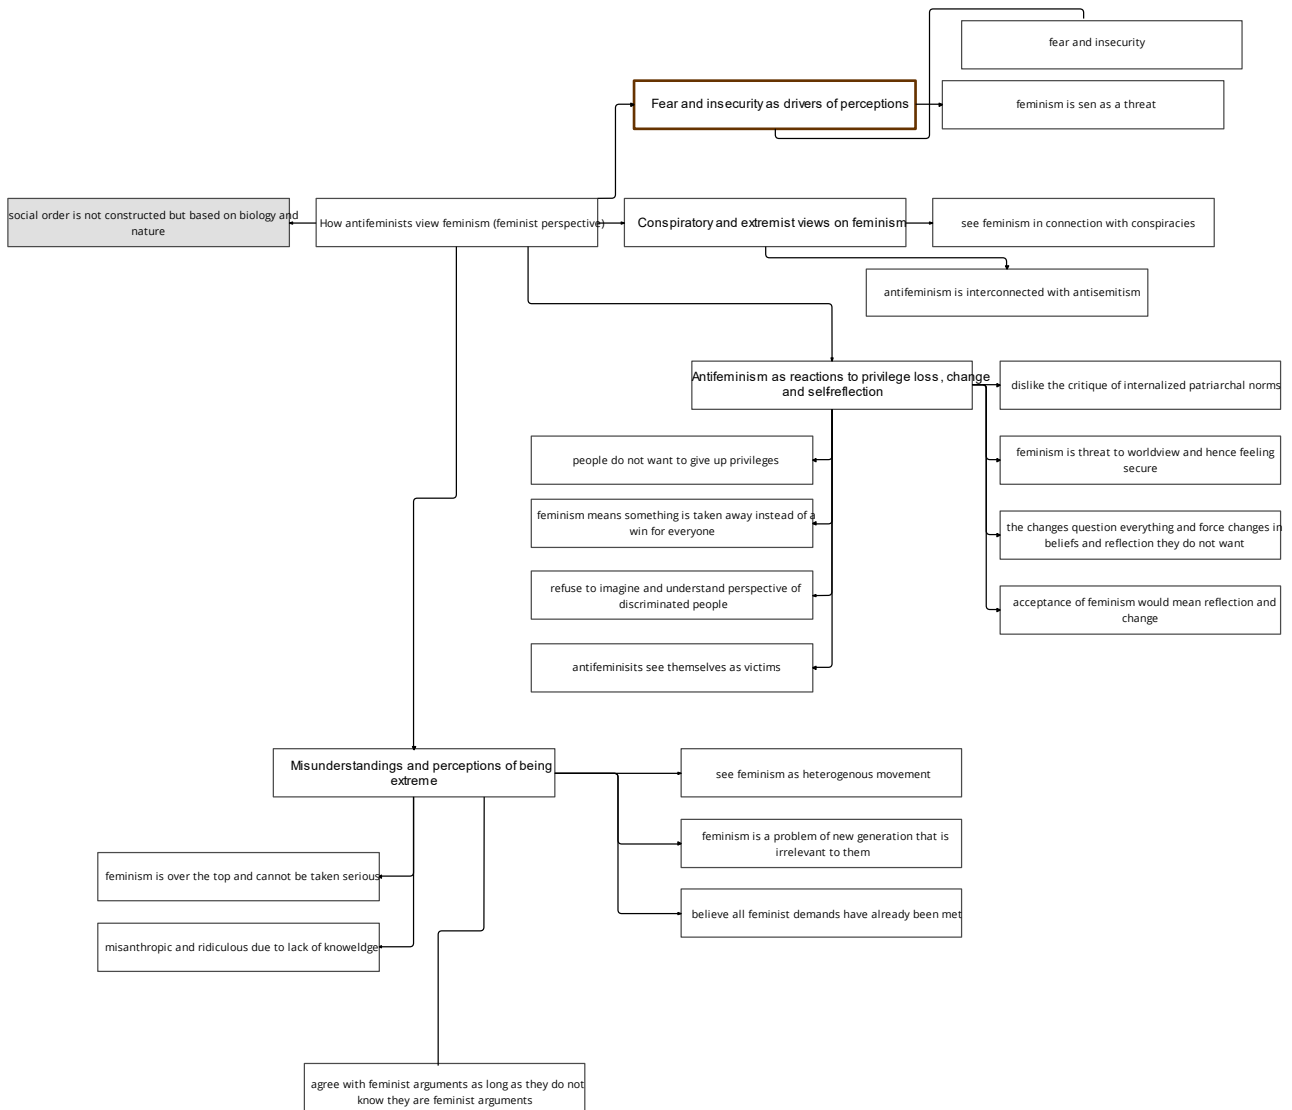 fear and insecurity
Fear and insecurity as drivers of perceptions
feminism is sen as a threat
social order is not constructed but based on biology and
nature
How antifeminists view feminism (feminist perspective)
Conspiratory and extremist views on feminism
see feminism in connection with conspiracies
antifeminism is interconnected with antisemitism
Antifeminism as reactions to privilege loss, change
and self-reflection
dislike the critique of internalized patriarchal norms
people do not want to give up privileges
feminism is threat to worldview and hence feeling
secure
feminism means something is taken away instead of a
win for everyone
the changes question everything and force changes in
beliefs and reflection they do not want
refuse to imagine and understand perspective of
discriminated people
acceptance of feminism would mean reflection and
change
antifeminisits see themselves as victims
Misunderstandings and perceptions of being
extreme
see feminism as heterogenous movement
feminism is a problem of new generation that is
irrelevant to them
feminism is over the top and cannot be taken serious
believe all feminist demands have already been met
misanthropic and ridiculous due to lack of knoweldge
agree with feminist arguments as long as they do not
know they are feminist arguments